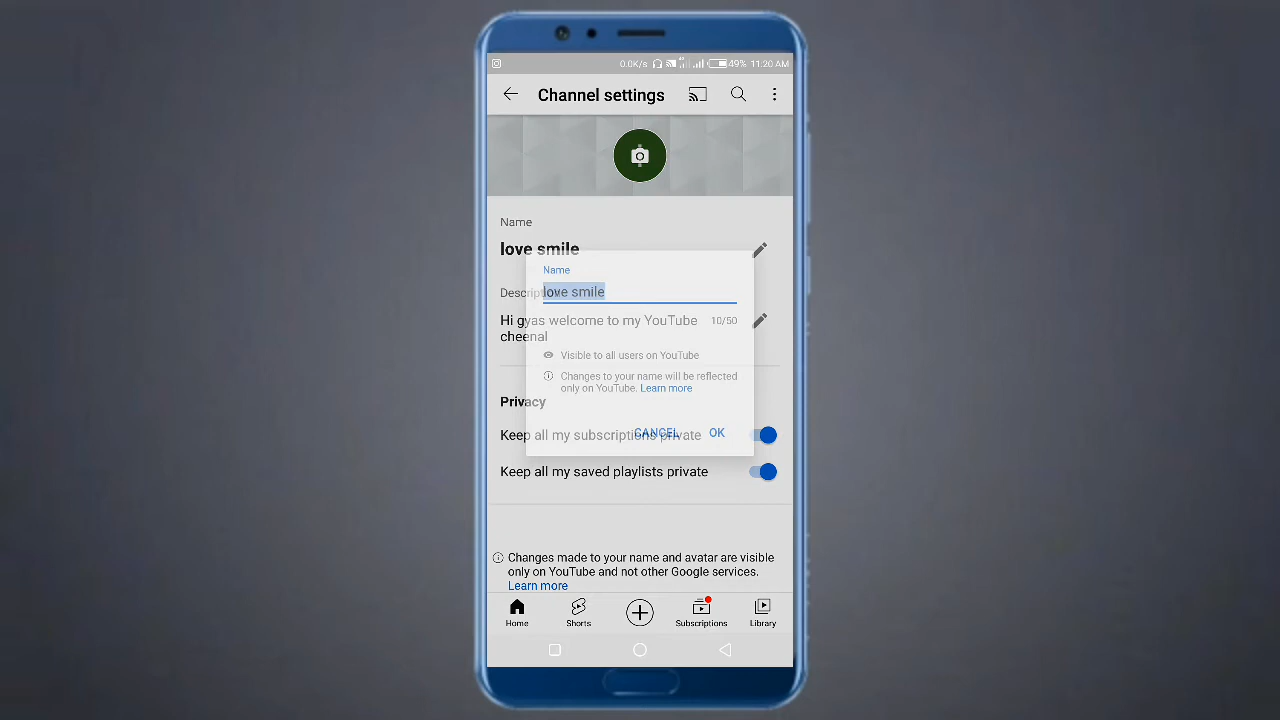 0.0K/s 49% 11:20 AM
Channel settings
Name
love smile
Name
love smile
Description
Hi gyas welcome to my YouTube
cheenal
10/50
Visible to all users on YouTube
Changes to your name will be reflected
only on YouTube. Learn more
Privacy
CANCEL OK
Keep all my subscriptions private
Keep all my saved playlists private
Changes made to your name and avatar are visible
only on YouTube and not other Google services.
Learn more
Home Shorts Subscriptions Library